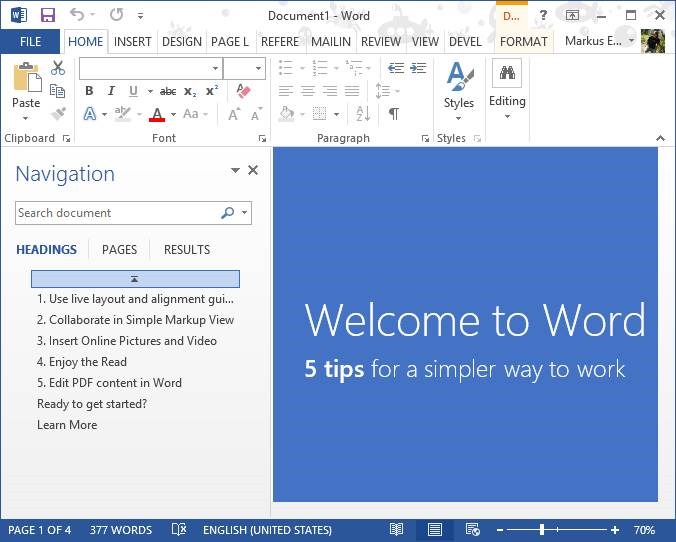 Document1 - Word
D...
FILE HOME INSERT DESIGN PAGE L REFERE MAILIN REVIEW VIEW DEVEL FORMAT Markus E...
Paste
B I U abc x₂ x² A
A ab A Aa A A
Styles
Editing
Clipboard Font Paragraph Styles
Navigation
Search document
HEADINGS PAGES RESULTS
1. Use live layout and alignment gui...
2. Collaborate in Simple Markup View
3. Insert Online Pictures and Video
4. Enjoy the Read
5. Edit PDF content in Word
Ready to get started?
Learn More
Welcome to Word
5 tips for a simpler way to work
PAGE 1 OF 4 377 WORDS ENGLISH (UNITED STATES) 70%